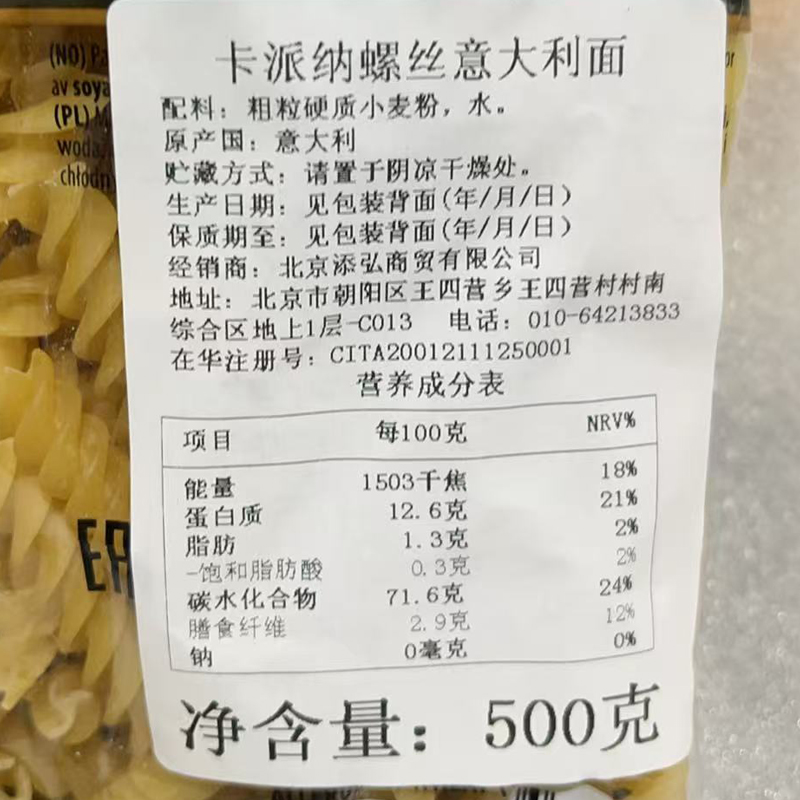 卡派纳螺丝意大利面
配料：粗粒硬质小麦粉，水。
原产国：意大利
贮藏方式：请置于阴凉干燥处。
生产日期：见包装背面(年/月/日)
保质期至：见包装背面(年/月/日)
经销商：北京添弘商贸有限公司
地址：北京市朝阳区王四营乡王四营村村南
综合区地上1层-C013 电话：010-64213833
在华注册号：CITA20012111250001
营养成分表
项目 每100克 NRV%
能量 1503千焦 18%
蛋白质 12.6克 21%
脂肪 1.3克 2%
-饱和脂肪酸 0.3克 2%
碳水化合物 71.6克 24%
膳食纤维 2.9克 12%
钠 0毫克 0%
净含量：500克
(NO)
av soya
(PL)
woda,
chłodn